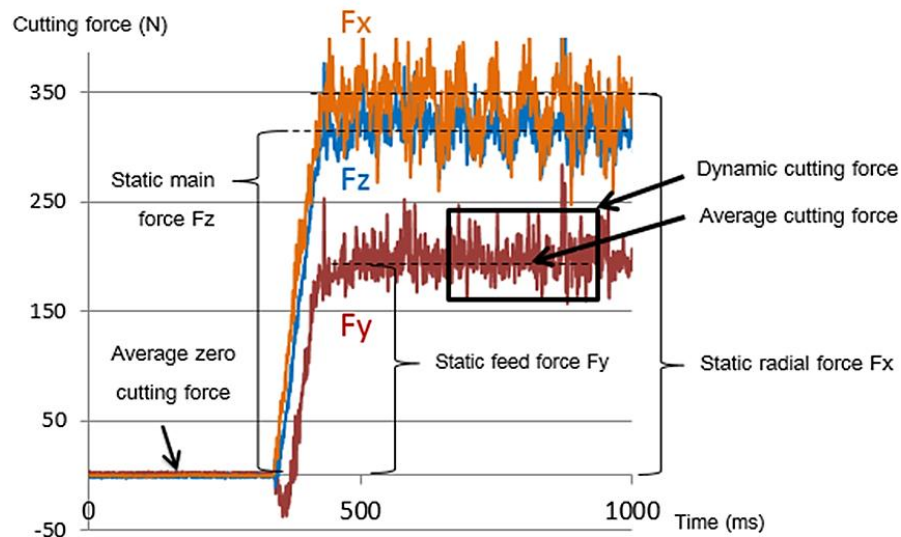 Cutting force (N)
Fx
350
Static main
force Fz
Fz
Dynamic cutting force
250
Average cutting force
150
Fy
Average zero
cutting force
Static feed force Fy
Static radial force Fx
50
0
500
1000
Time (ms)
-50